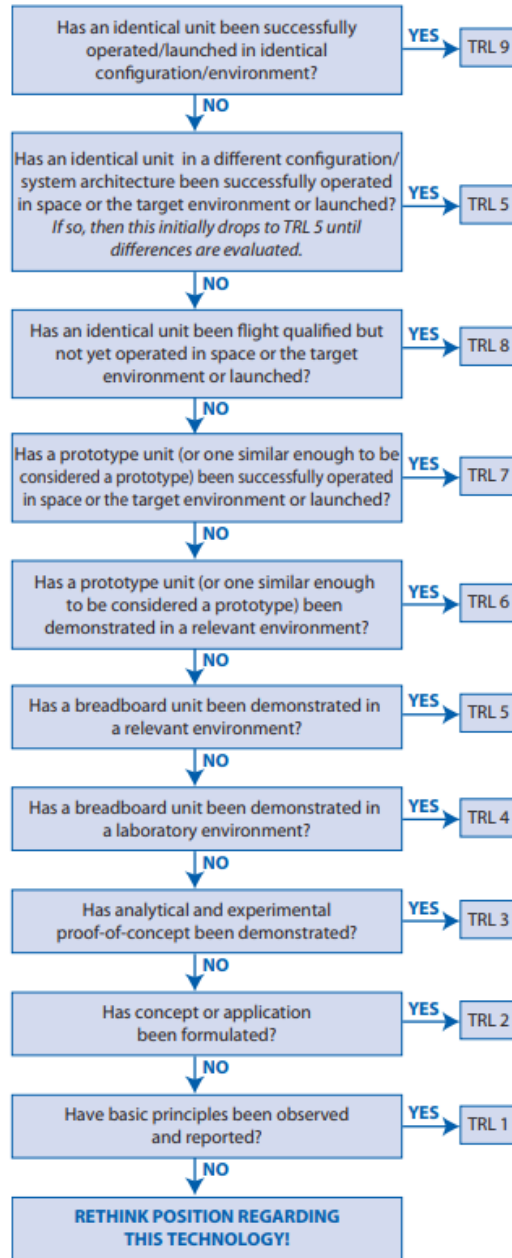 Has an identical unit been successfully
operated/launched in identical
configuration/environment?
YES
TRL 9
NO
Has an identical unit in a different configuration/
system architecture been successfully operated
in space or the target environment or launched?
If so, then this initially drops to TRL 5 until
differences are evaluated.
YES
TRL 5
NO
Has an identical unit been flight qualified but
not yet operated in space or the target
environment or launched?
YES
TRL 8
NO
Has a prototype unit (or one similar enough to be
considered a prototype) been successfully operated
in space or the target environment or launched?
YES
TRL 7
NO
Has a prototype unit (or one similar enough
to be considered a prototype) been
demonstrated in a relevant environment?
YES
TRL 6
NO
Has a breadboard unit been demonstrated in
a relevant environment?
YES
TRL 5
NO
Has a breadboard unit been demonstrated in
a laboratory environment?
YES
TRL 4
NO
Has analytical and experimental
proof-of-concept been demonstrated?
YES
TRL 3
NO
Has concept or application
been formulated?
YES
TRL 2
NO
Have basic principles been observed
and reported?
YES
TRL 1
NO
RETHINK POSITION REGARDING
THIS TECHNOLOGY!